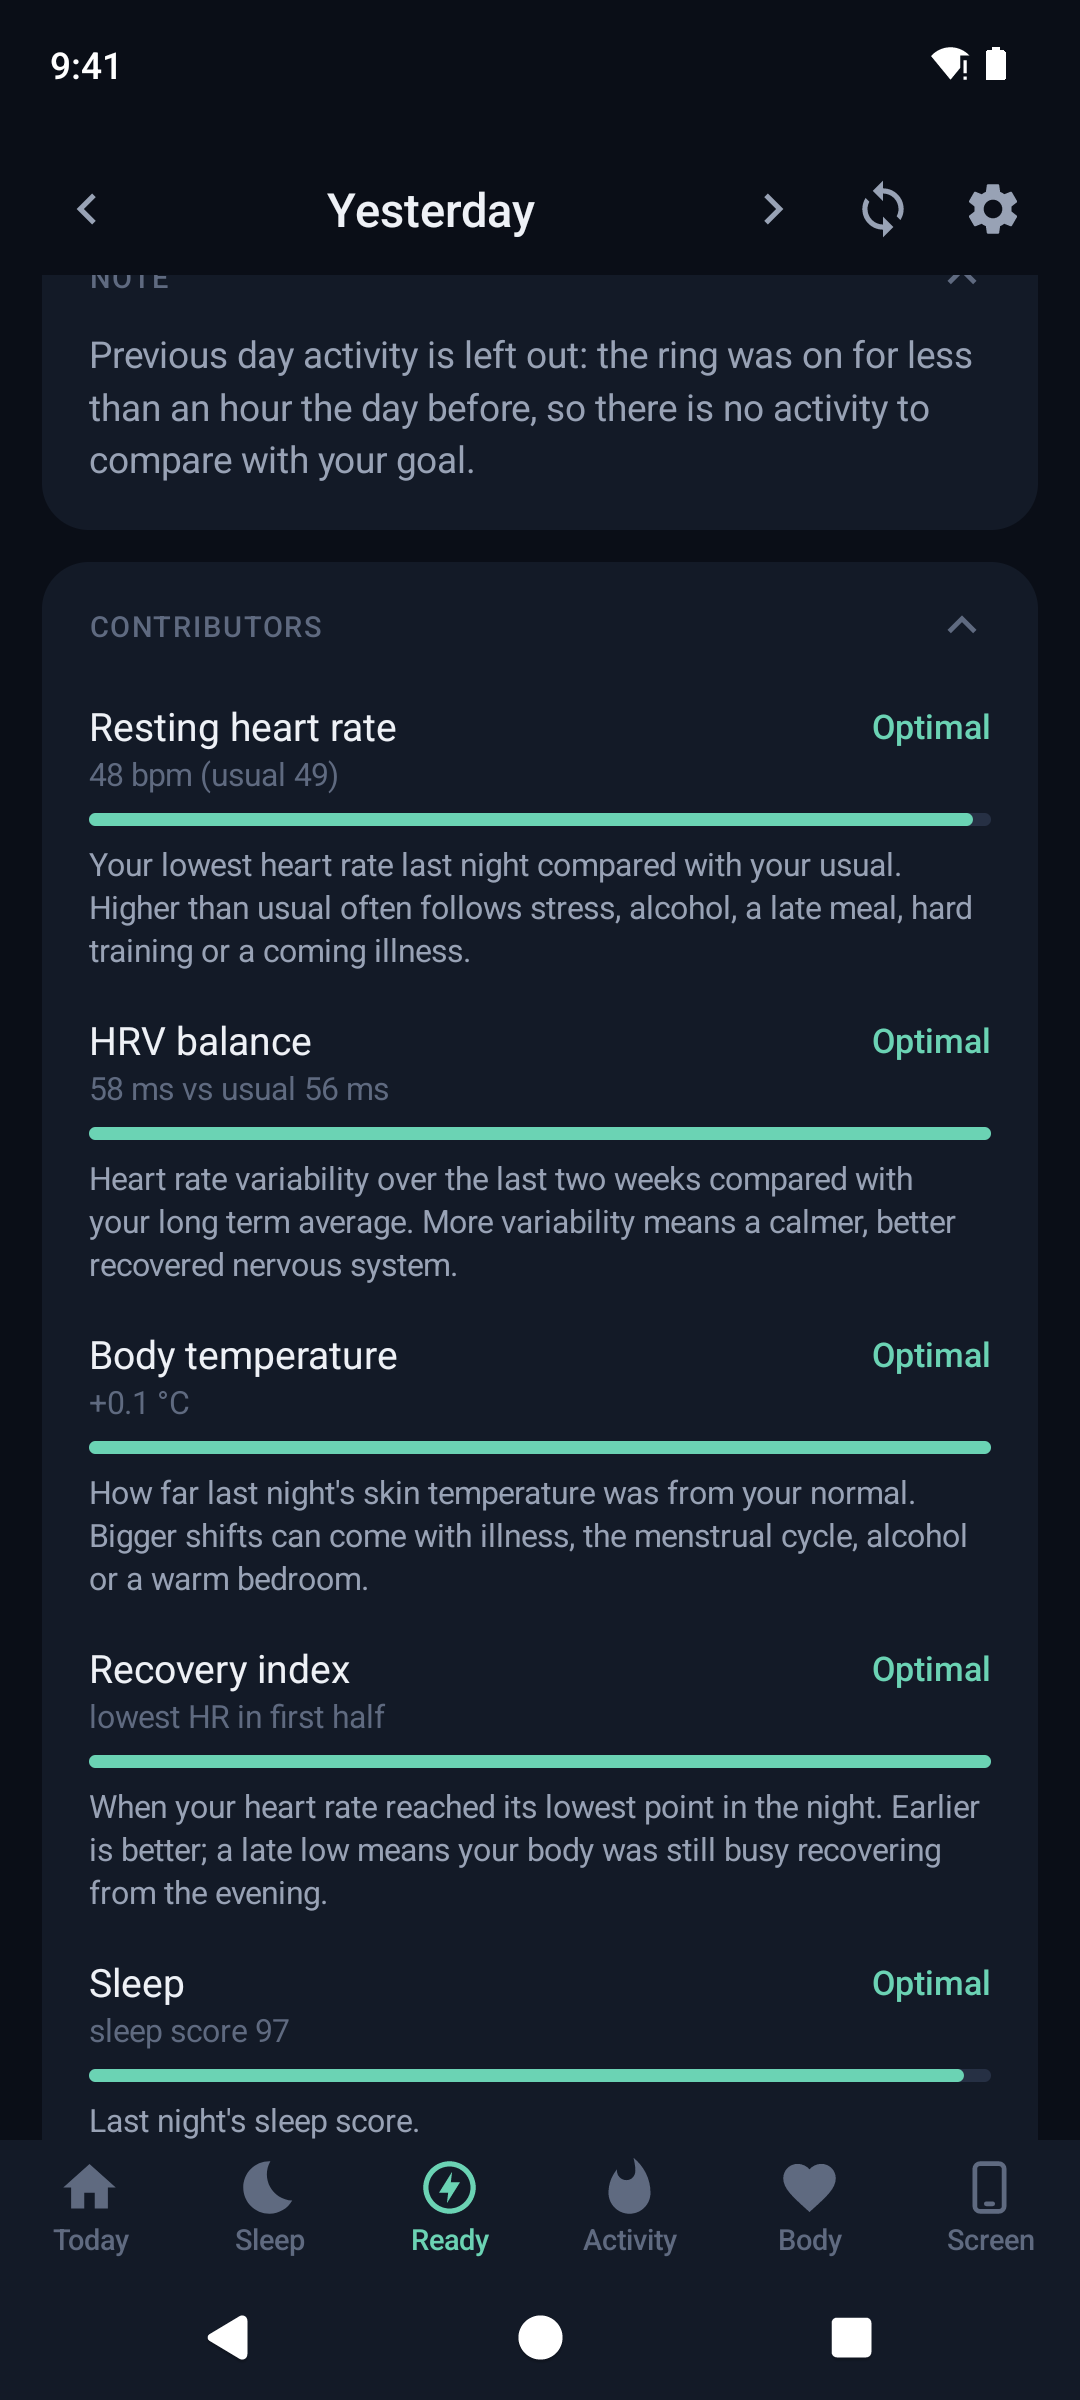 9:41
Yesterday
NOTE
Previous day activity is left out: the ring was on for less
than an hour the day before, so there is no activity to
compare with your goal.
CONTRIBUTORS
Resting heart rate
Optimal
48 bpm (usual 49)
Your lowest heart rate last night compared with your usual.
Higher than usual often follows stress, alcohol, a late meal, hard
training or a coming illness.
HRV balance
Optimal
58 ms vs usual 56 ms
Heart rate variability over the last two weeks compared with
your long term average. More variability means a calmer, better
recovered nervous system.
Body temperature
Optimal
+0.1 °C
How far last night's skin temperature was from your normal.
Bigger shifts can come with illness, the menstrual cycle, alcohol
or a warm bedroom.
Recovery index
Optimal
lowest HR in first half
When your heart rate reached its lowest point in the night. Earlier
is better; a late low means your body was still busy recovering
from the evening.
Sleep
Optimal
sleep score 97
Last night's sleep score.
Today
Sleep
Ready
Activity
Body
Screen